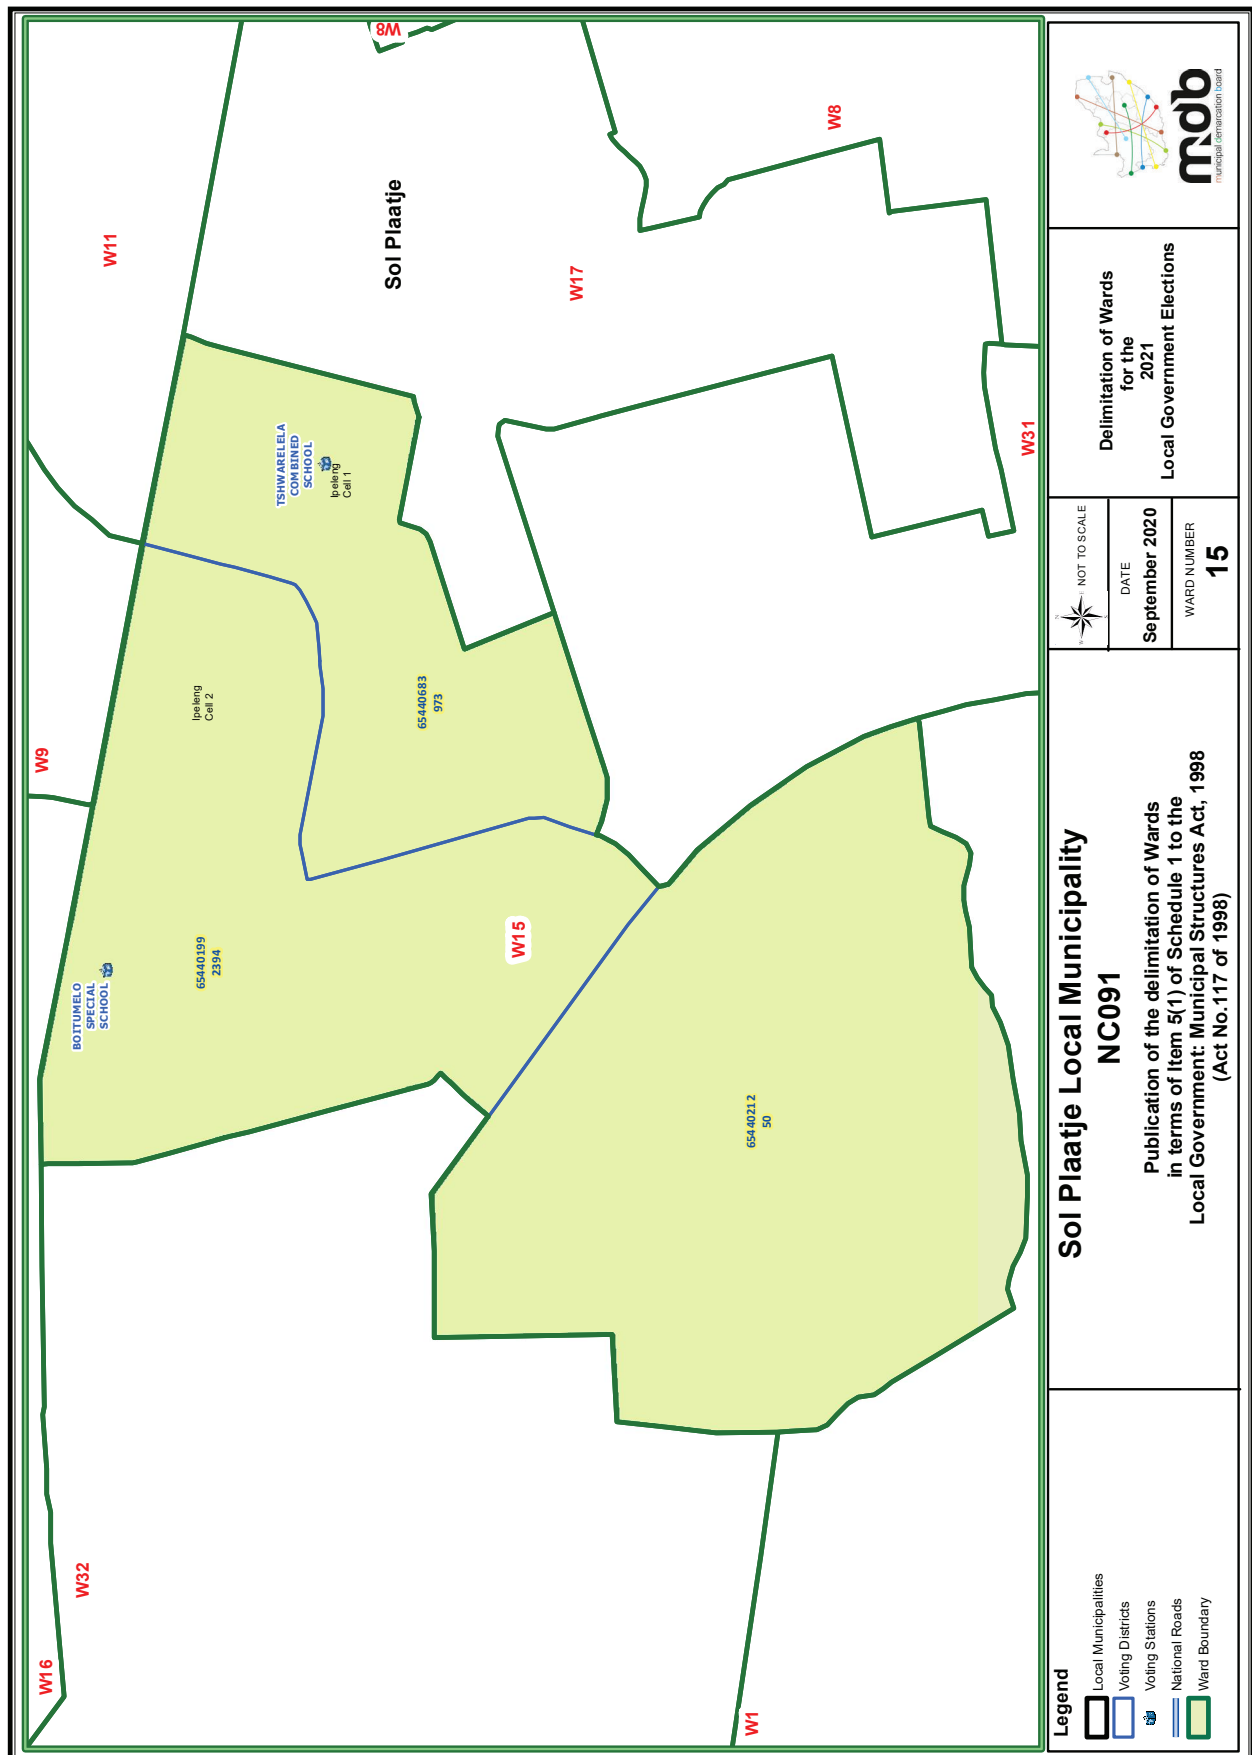 W16
W32
W9
W11
W8
BOITUMELO
SPECIAL
SCHOOL
65440199
2394
Ipeleng
Cell 2
TSHWARELELA
COMBINED
SCHOOL
Ipeleng
Cell 1
Sol Plaatje
65440683
973
W15
W17
W1
65440212
50
W8
W31
Legend
Local Municipalities
Voting Districts
Voting Stations
National Roads
Ward Boundary
Sol Plaatje Local Municipality
NC091
Publication of the delimitation of Wards
in terms of Item 5(1) of Schedule 1 to the
Local Government: Municipal Structures Act, 1998
(Act No.117 of 1998)
N
W
E
S
NOT TO SCALE
DATE
September 2020
WARD NUMBER
15
Delimitation of Wards
for the
2021
Local Government Elections
mdb
municipal demarcation board